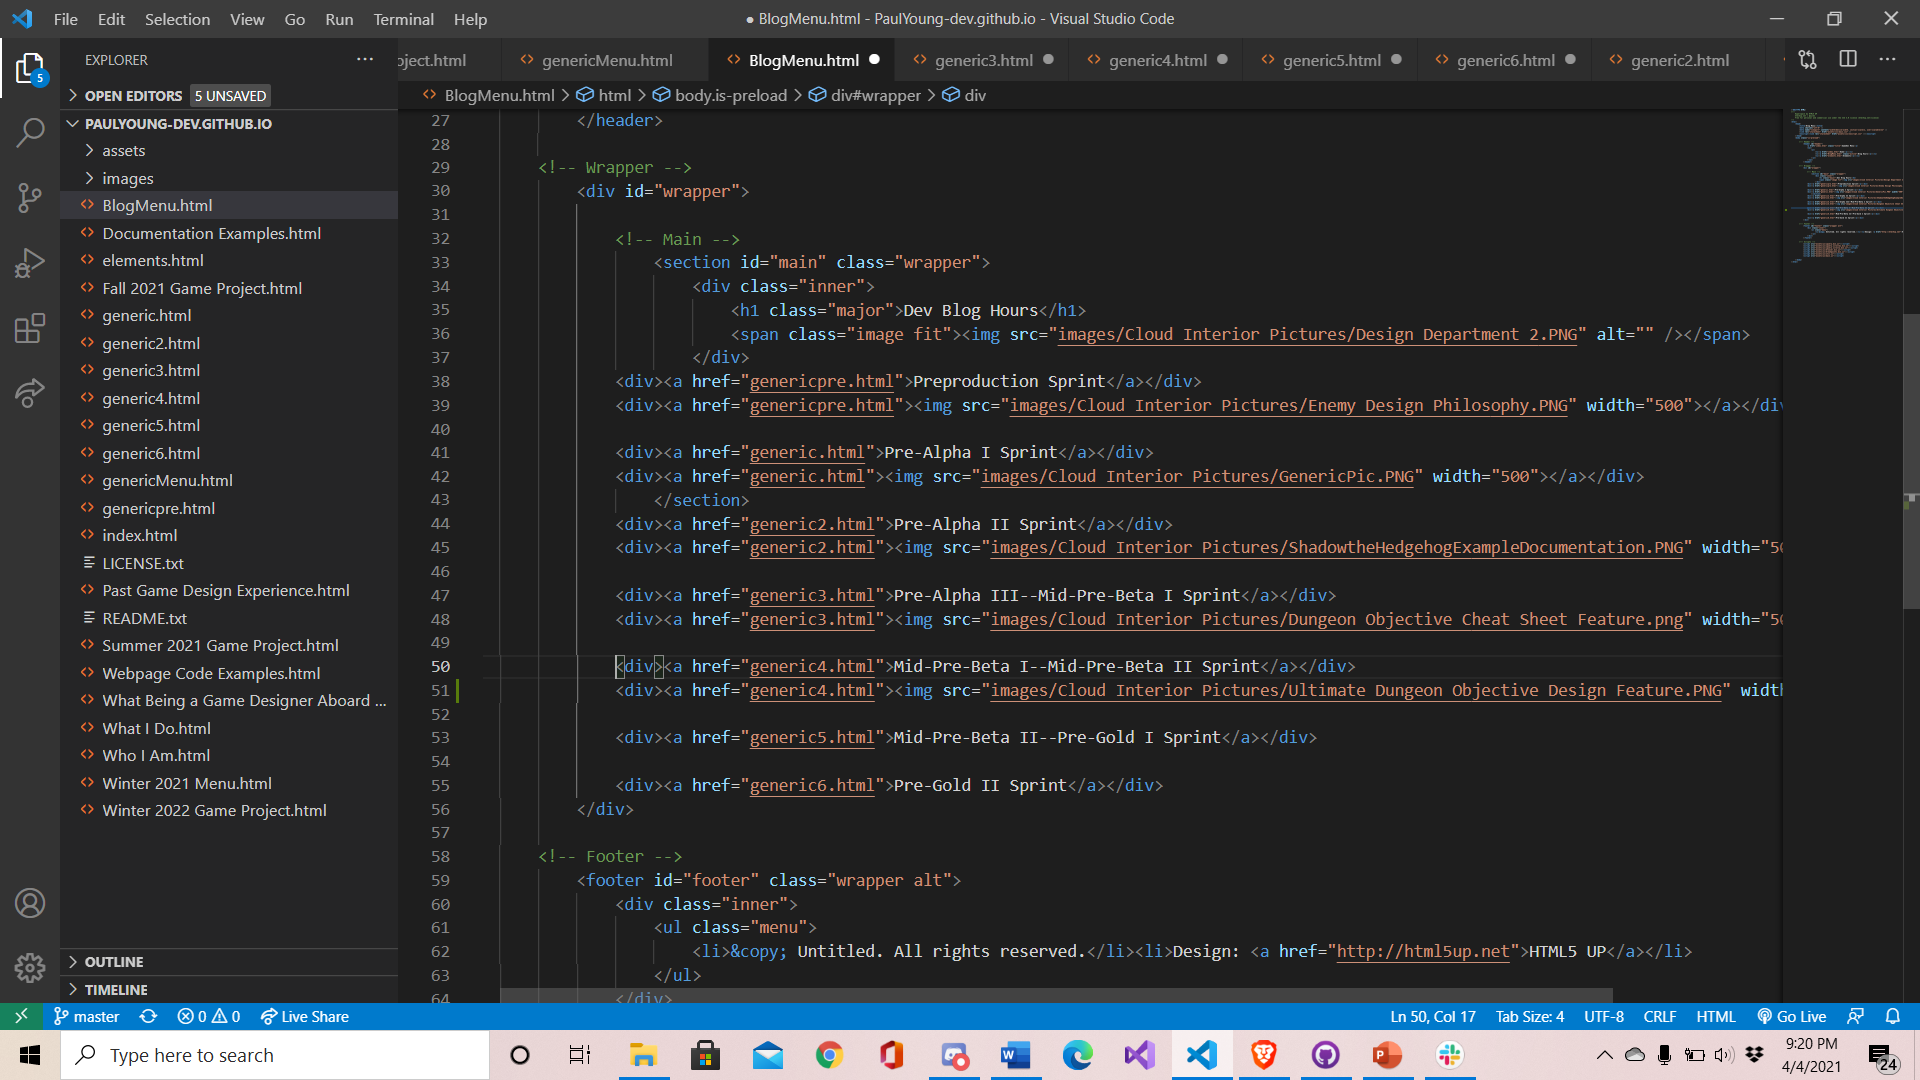 File Edit Selection View Go Run Terminal Help
● BlogMenu.html - PaulYoung-dev.github.io - Visual Studio Code
EXPLORER
oject.html genericMenu.html BlogMenu.html generic3.html generic4.html generic5.html generic6.html generic2.html
OPEN EDITORS 5 UNSAVED
BlogMenu.html > html > body.is-preload > div#wrapper > div
PAULYOUNG-DEV.GITHUB.IO
assets
images
BlogMenu.html
Documentation Examples.html
elements.html
Fall 2021 Game Project.html
generic.html
generic2.html
generic3.html
generic4.html
generic5.html
generic6.html
genericMenu.html
genericpre.html
index.html
LICENSE.txt
Past Game Design Experience.html
README.txt
Summer 2021 Game Project.html
Webpage Code Examples.html
What Being a Game Designer Aboard ...
What I Do.html
Who I Am.html
Winter 2021 Menu.html
Winter 2022 Game Project.html
OUTLINE
TIMELINE
5
27 </header>
28
29 <!-- Wrapper -->
30 <div id="wrapper">
31
32 <!-- Main -->
33 <section id="main" class="wrapper">
34 <div class="inner">
35 <h1 class="major">Dev Blog Hours</h1>
36 <span class="image fit"><img src="images/Cloud Interior Pictures/Design Department 2.PNG" alt="" /></span>
37 </div>
38 <div><a href="genericpre.html">Preproduction Sprint</a></div>
39 <div><a href="genericpre.html"><img src="images/Cloud Interior Pictures/Enemy Design Philosophy.PNG" width="500"></a></div
40
41 <div><a href="generic.html">Pre-Alpha I Sprint</a></div>
42 <div><a href="generic.html"><img src="images/Cloud Interior Pictures/GenericPic.PNG" width="500"></a></div>
43 </section>
44 <div><a href="generic2.html">Pre-Alpha II Sprint</a></div>
45 <div><a href="generic2.html"><img src="images/Cloud Interior Pictures/ShadowtheHedgehogExampleDocumentation.PNG" width="50
46
47 <div><a href="generic3.html">Pre-Alpha III--Mid-Pre-Beta I Sprint</a></div>
48 <div><a href="generic3.html"><img src="images/Cloud Interior Pictures/Dungeon Objective Cheat Sheet Feature.png" width="50
49
50 <div><a href="generic4.html">Mid-Pre-Beta I--Mid-Pre-Beta II Sprint</a></div>
51 <div><a href="generic4.html"><img src="images/Cloud Interior Pictures/Ultimate Dungeon Objective Design Feature.PNG" width
52
53 <div><a href="generic5.html">Mid-Pre-Beta II--Pre-Gold I Sprint</a></div>
54
55 <div><a href="generic6.html">Pre-Gold II Sprint</a></div>
56 </div>
57
58 <!-- Footer -->
59 <footer id="footer" class="wrapper alt">
60 <div class="inner">
61 <ul class="menu">
62 <li>&copy; Untitled. All rights reserved.</li><li>Design: <a href="http://html5up.net">HTML5 UP</a></li>
63 </ul>
64 </div>
master 0 0 Live Share Ln 50, Col 17 Tab Size: 4 UTF-8 CRLF HTML Go Live
Type here to search
9:20 PM
4/4/2021
24